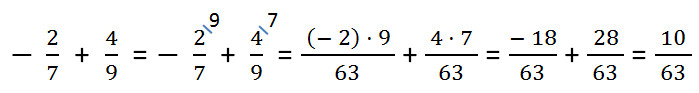 − 2/7 + 4/9 = − 2\9/7 + 4\7/9 = (− 2) · 9/63 + 4 · 7/63 = − 18/63 + 28/63 = 10/63